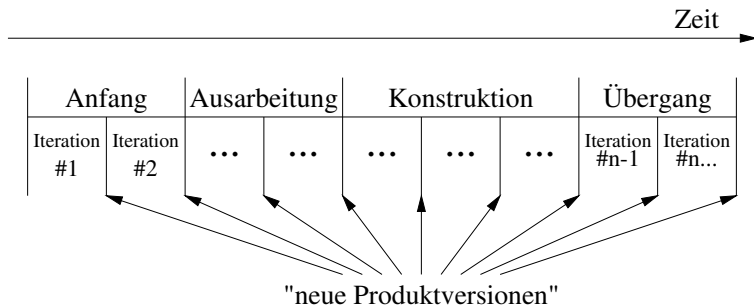 Zeit
Anfang Ausarbeitung Konstruktion Übergang
Iteration Iteration Iteration Iteration
#1 #2 ... ... ... ... ... #n-1 #n...
"neue Produktversionen"